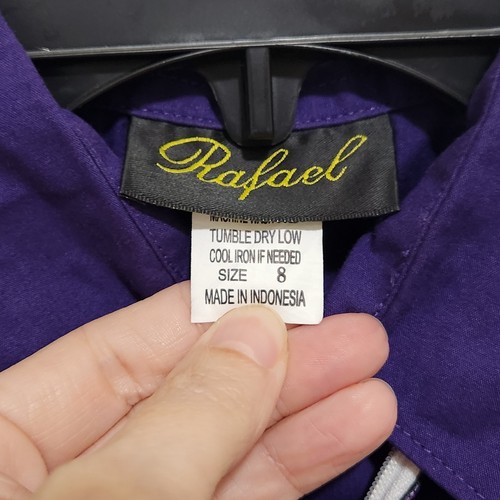 Rafael
TUMBLE DRY LOW
COOL IRON IF NEEDED
SIZE 8
MADE IN INDONESIA